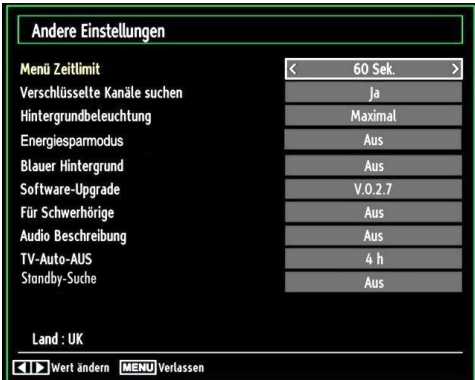 Andere Einstellungen
Menü Zeitlimit < 60 Sek. >
Verschlüsselte Kanäle suchen Ja
Hintergrundbeleuchtung Maximal
Energiesparmodus Aus
Blauer Hintergrund Aus
Software-Upgrade V.0.2.7
Für Schwerhörige Aus
Audio Beschreibung Aus
TV-Auto-AUS 4 h
Standby-Suche Aus
Land : UK
Wert ändern MENU Verlassen